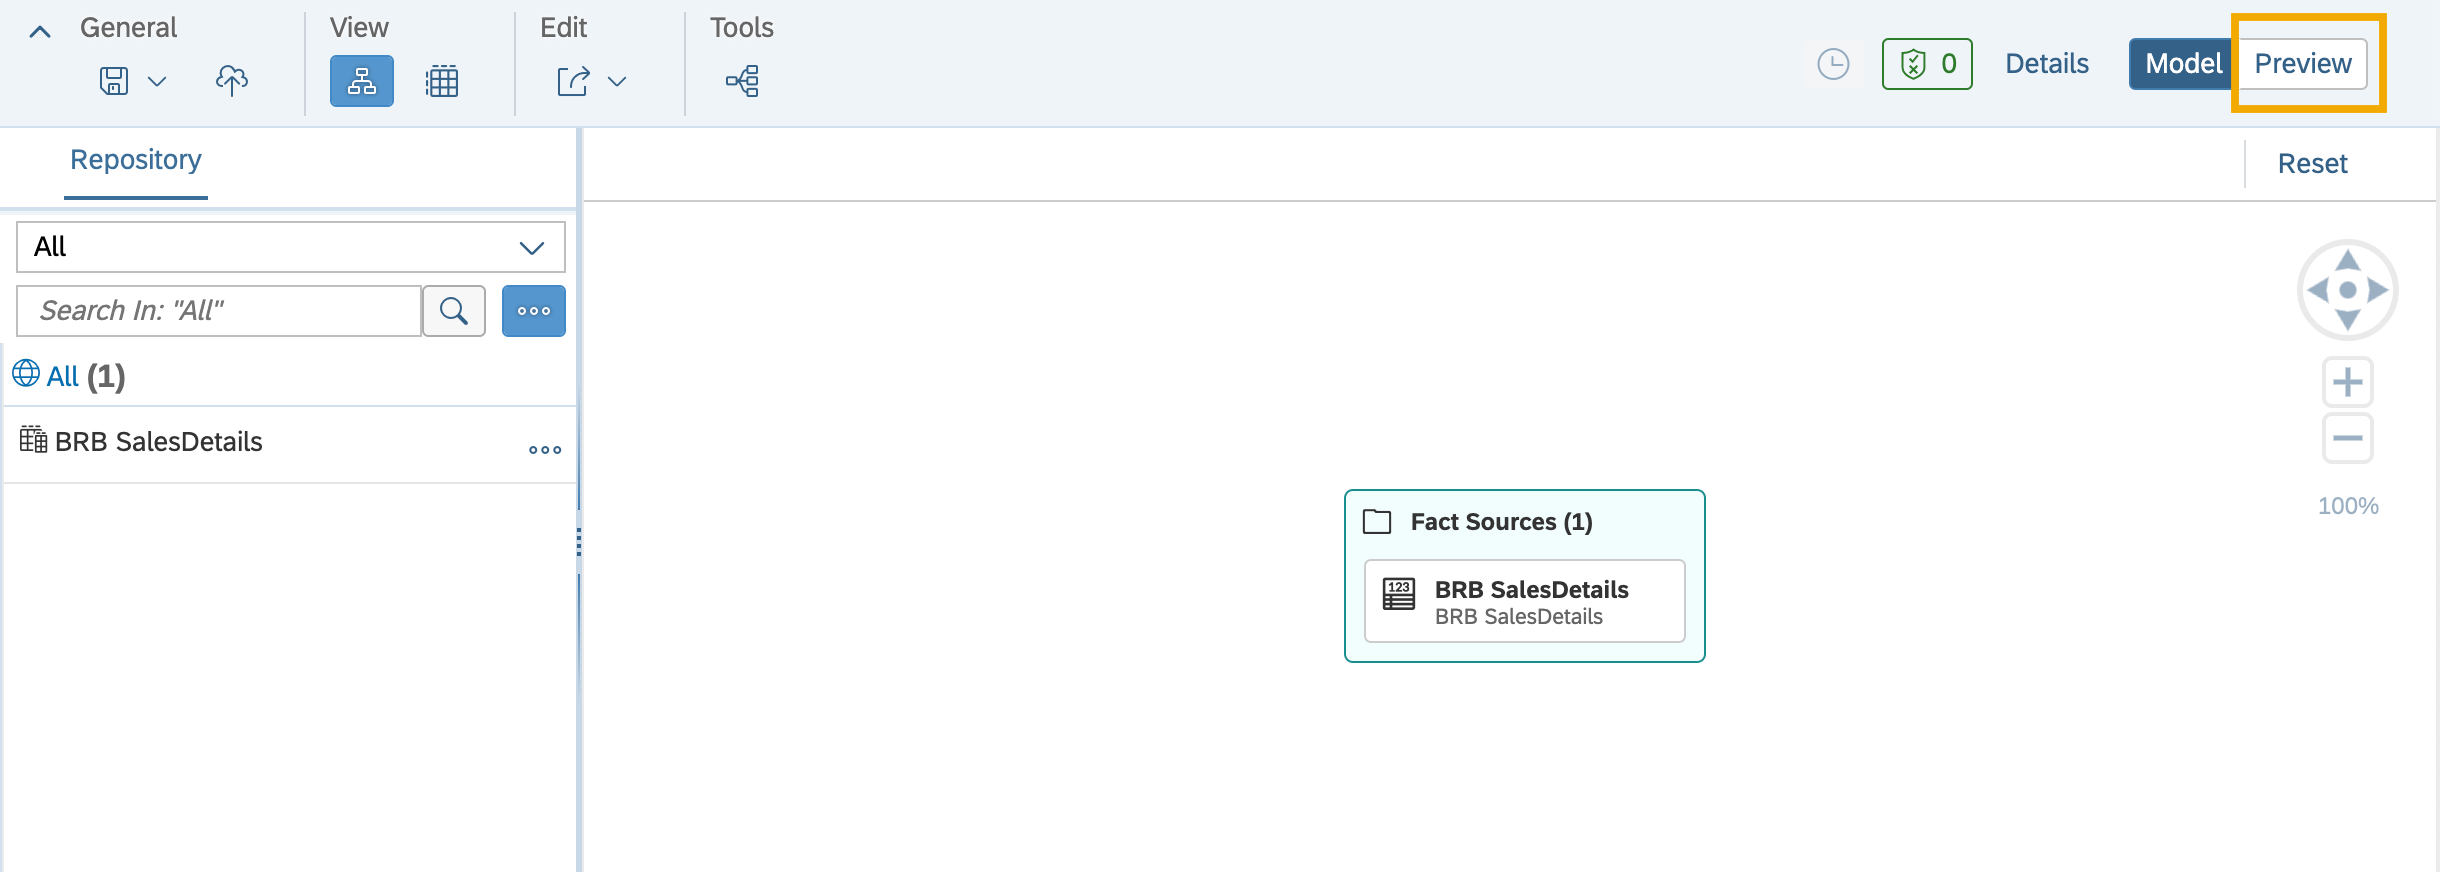 General
View
Edit
Tools
0
Details
Model
Preview
Repository
Reset
All
Search In: "All"
All (1)
BRB SalesDetails
Fact Sources (1)
123
BRB SalesDetails
BRB SalesDetails
100%